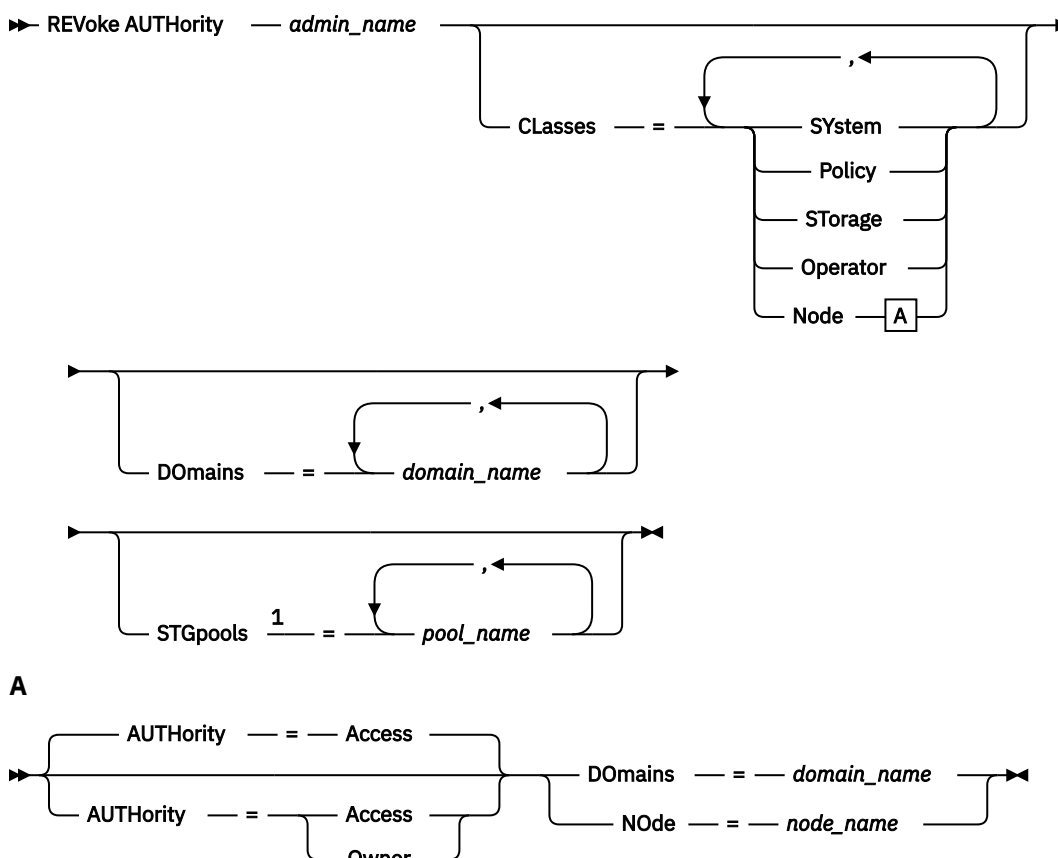 REVoke AUTHority admin_name
,
CLasses = SYstem
Policy
STorage
Operator
Node A
,
DOmains = domain_name
,
STGpools 1 = pool_name
A
AUTHority = Access
DOmains = domain_name
AUTHority = Access
NOde = node_name
Owner